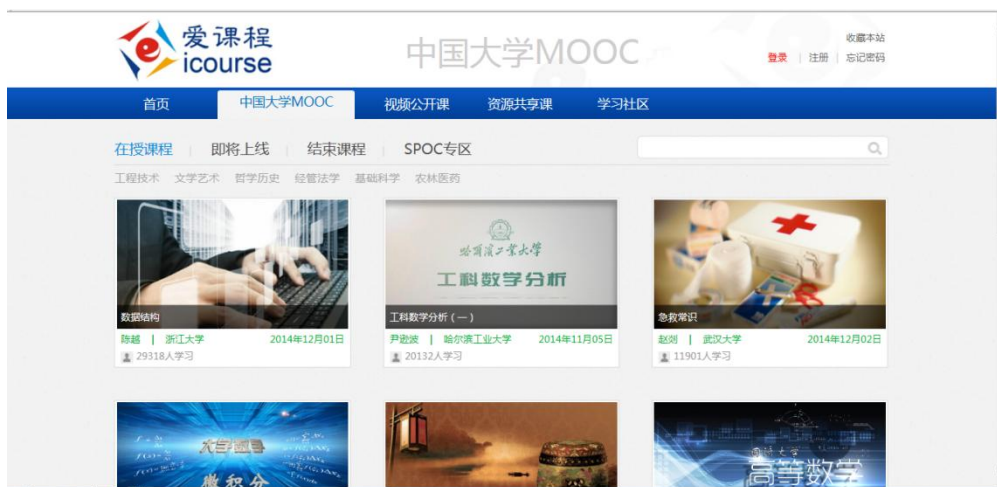 爱课程
icourse
中国大学MOOC
收藏本站
登录 | 注册 | 忘记密码
首页 中国大学MOOC 视频公开课 资源共享课 学习社区
在授课程 | 即将上线 | 结束课程 | SPOC专区
工程技术 文学艺术 哲学历史 经管法学 基础科学 农林医药
哈尔滨工业大学
工科数学分析
数据结构 工科数学分析(一) 急救常识
陈越 | 浙江大学 2014年12月01日 尹逊波 | 哈尔滨工业大学 2014年11月05日 赵剡 | 武汉大学 2014年12月02日
29318人学习 20132人学习 11901人学习
大学数学
微积分
高等数学